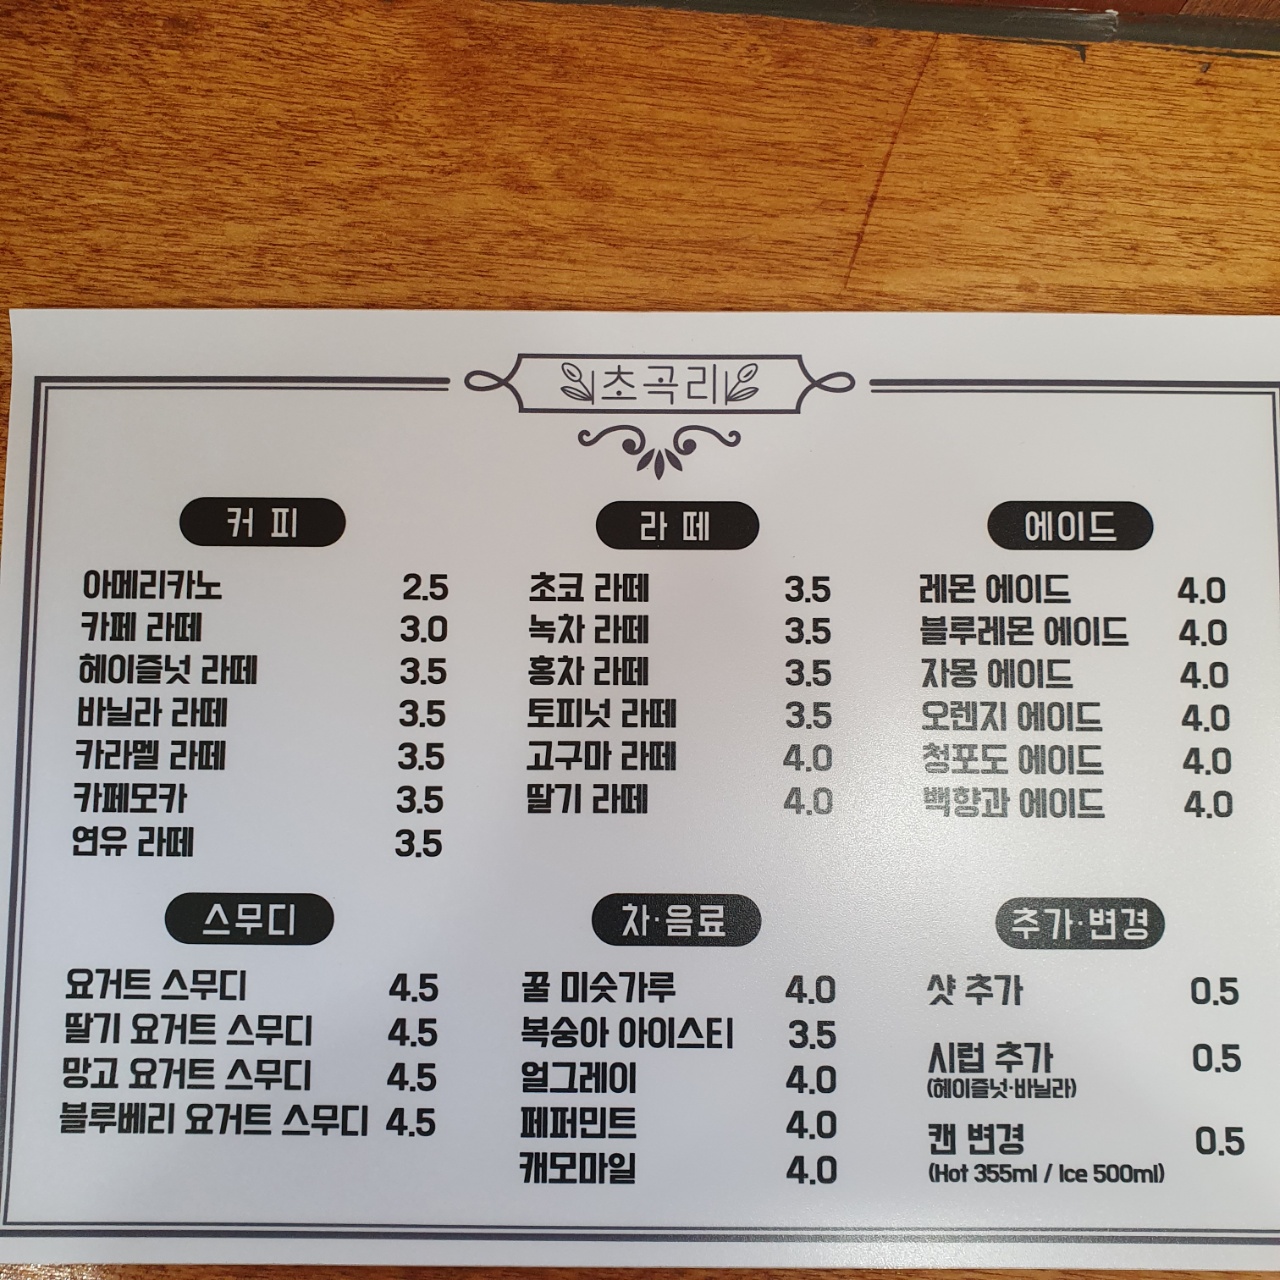 초곡리
커 피
아메리카노 2.5
카페 라떼 3.0
헤이즐넛 라떼 3.5
바닐라 라떼 3.5
카라멜 라떼 3.5
카페모카 3.5
연유 라떼 3.5
라 떼
초코 라떼 3.5
녹차 라떼 3.5
홍차 라떼 3.5
토피넛 라떼 3.5
고구마 라떼 4.0
딸기 라떼 4.0
에이드
레몬 에이드 4.0
블루레몬 에이드 4.0
자몽 에이드 4.0
오렌지 에이드 4.0
청포도 에이드 4.0
백향과 에이드 4.0
스무디
요거트 스무디 4.5
딸기 요거트 스무디 4.5
망고 요거트 스무디 4.5
블루베리 요거트 스무디 4.5
차·음료
꿀 미숫가루 4.0
복숭아 아이스티 3.5
얼그레이 4.0
페퍼민트 4.0
캐모마일 4.0
추가·변경
샷 추가 0.5
시럽 추가 0.5
(헤이즐넛·바닐라)
캔 변경 0.5
(Hot 355ml / Ice 500ml)